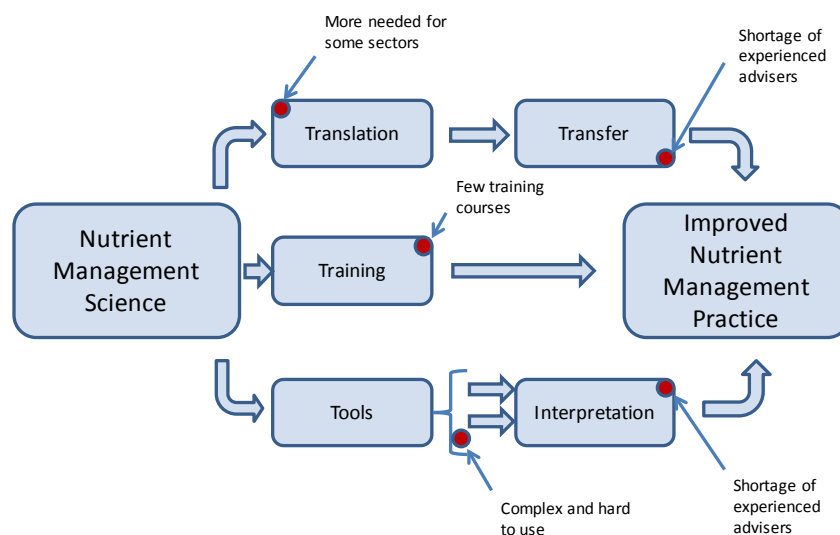 More needed for
some sectors
Shortage of
experienced
advisers
Translation
Transfer
Few training
courses
Nutrient
Management
Science
Training
Improved
Nutrient
Management
Practice
Tools
Interpretation
Complex and hard
to use
Shortage of
experienced
advisers